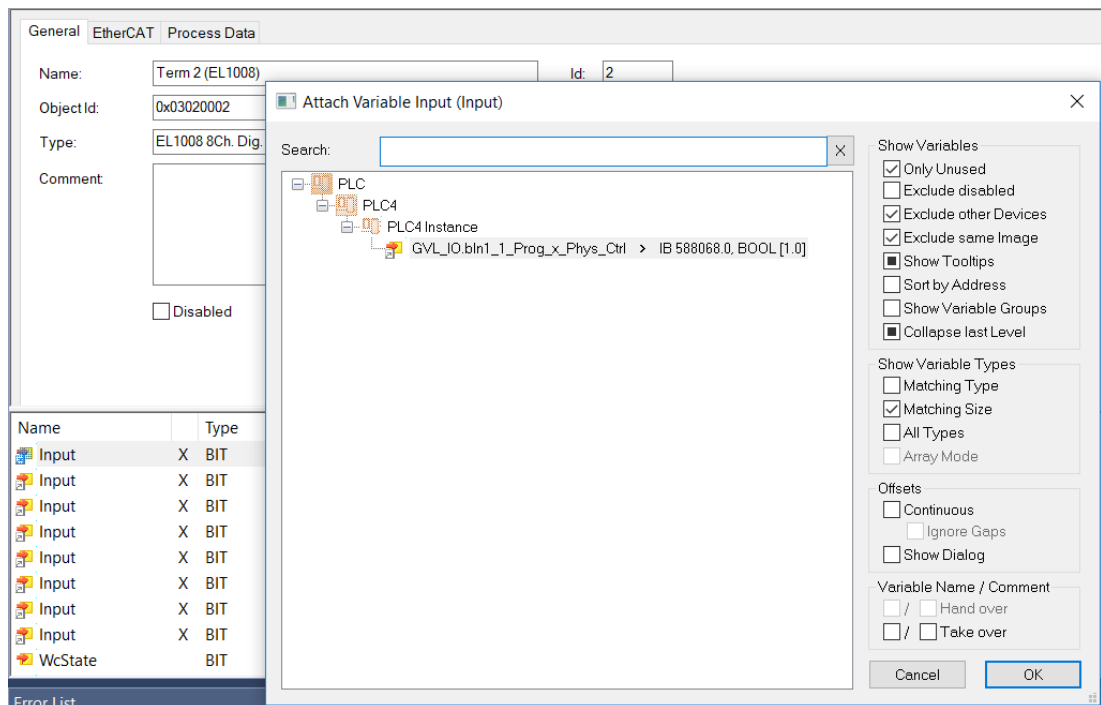 General EtherCAT Process Data
Name: Term 2 (EL1008) Id: 2
Object Id: 0x03020002
Type: EL1008 8Ch. Dig.
Comment:
Disabled
Name Type
Input X BIT
Input X BIT
Input X BIT
Input X BIT
Input X BIT
Input X BIT
Input X BIT
Input X BIT
WcState BIT
Error List
Attach Variable Input (Input)
Search:
PLC
PLC4
PLC4 Instance
GVL_IO.bIn1_1_Prog_x_Phys_Ctrl > IB 588068.0, BOOL [1.0]
Show Variables
Only Unused
Exclude disabled
Exclude other Devices
Exclude same Image
Show Tooltips
Sort by Address
Show Variable Groups
Collapse last Level
Show Variable Types
Matching Type
Matching Size
All Types
Array Mode
Offsets
Continuous
Ignore Gaps
Show Dialog
Variable Name / Comment
/ Hand over
/ Take over
Cancel OK